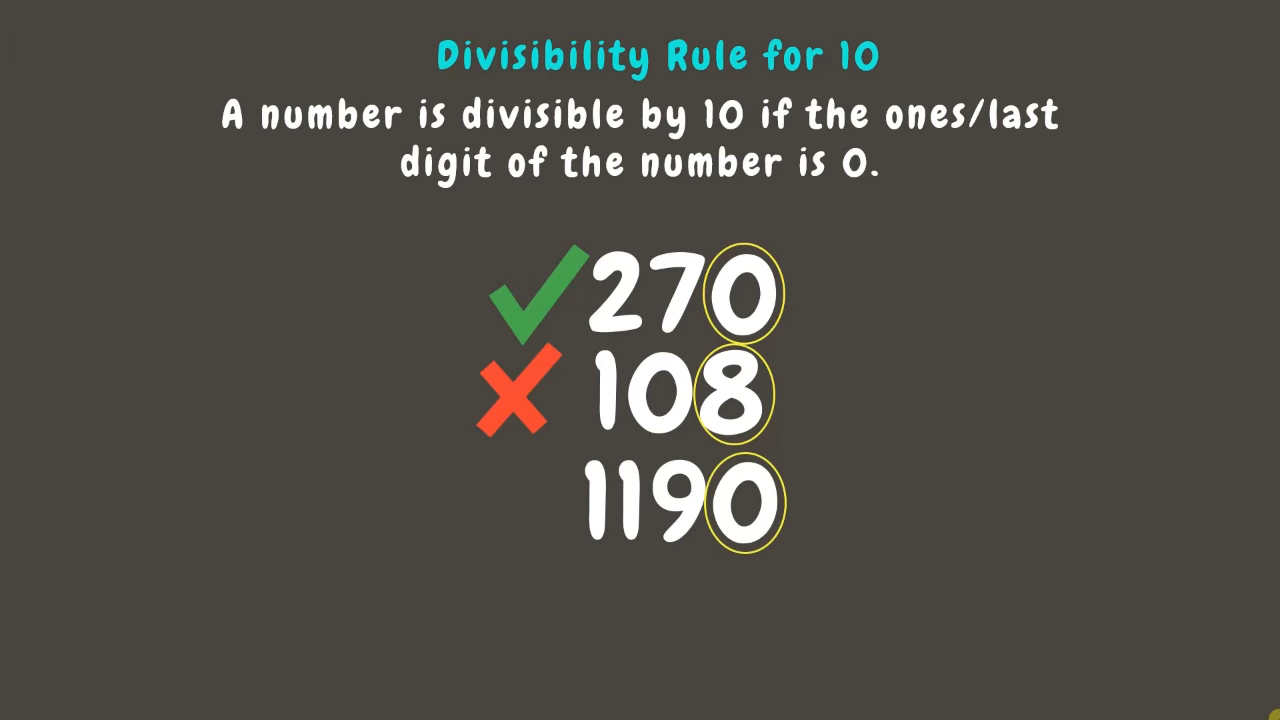 Divisibility Rule for 10
A number is divisible by 10 if the ones/last
digit of the number is 0.
270
108
1190